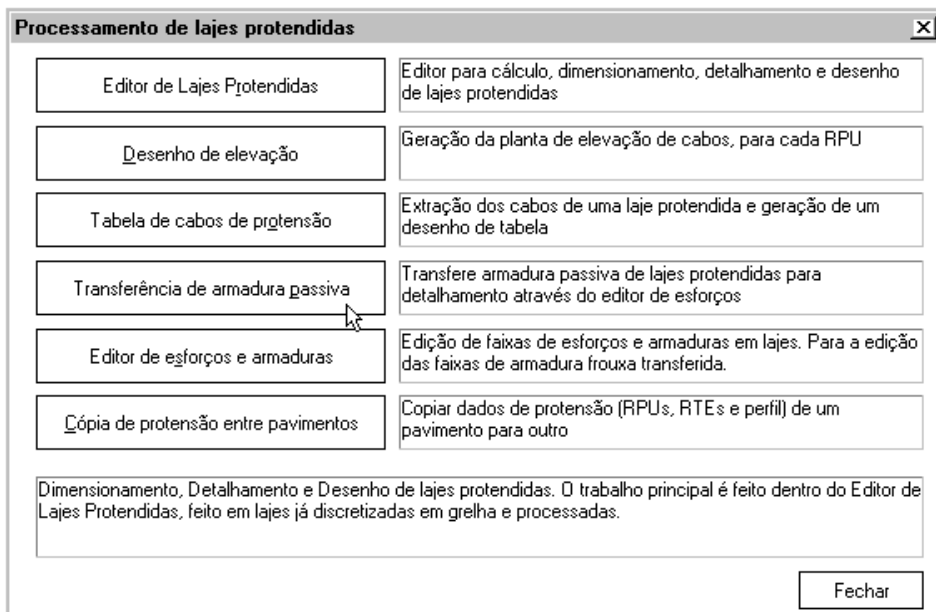 Processamento de lajes protendidas
Editor de Lajes Protendidas
Editor para cálculo, dimensionamento, detalhamento e desenho
de lajes protendidas
Desenho de elevação
Geração da planta de elevação de cabos, para cada RPU
Tabela de cabos de protensão
Extração dos cabos de uma laje protendida e geração de um
desenho de tabela
Transferência de armadura passiva
Transfere armadura passiva de lajes protendidas para
detalhamento através do editor de esforços
Editor de esforços e armaduras
Edição de faixas de esforços e armaduras em lajes. Para a edição
das faixas de armadura frouxa transferida.
Cópia de protensão entre pavimentos
Copiar dados de protensão (RPUs, RTEs e perfil) de um
pavimento para outro
Dimensionamento, Detalhamento e Desenho de lajes protendidas. O trabalho principal é feito dentro do Editor de
Lajes Protendidas, feito em lajes já discretizadas em grelha e processadas.
Fechar